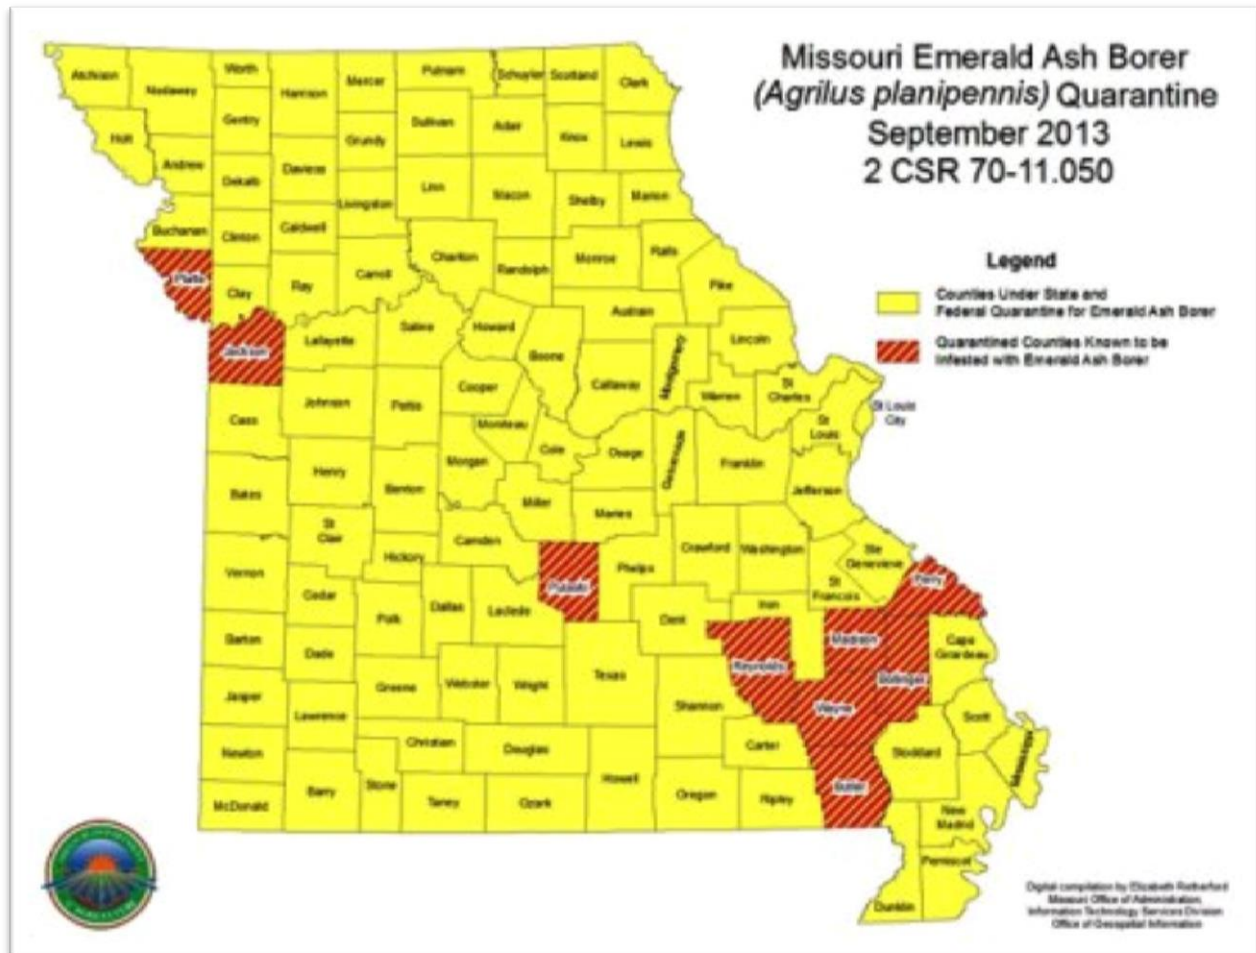 Missouri Emerald Ash Borer
(Agrilus planipennis) Quarantine
September 2013
2 CSR 70-11.050
Legend
Counties Under State and
Federal Quarantine for Emerald Ash Borer
Quarantined Counties Known to be
Infested with Emerald Ash Borer
Atchison
Nodaway
Worth
Harrison
Mercer
Putnam
Schuyler
Scotland
Clark
Holt
Andrew
Gentry
Grundy
Sullivan
Adair
Knox
Lewis
Dekalb
Daviess
Livingston
Linn
Macon
Shelby
Marion
Buchanan
Clinton
Caldwell
Carroll
Chariton
Randolph
Monroe
Ralls
Pike
Platte
Clay
Ray
Audrain
Jackson
Lafayette
Saline
Howard
Boone
Callaway
Montgomery
Lincoln
Warren
St
Charles
St Louis
City
St
Louis
Cass
Johnson
Pettis
Cooper
Moniteau
Cole
Osage
Gasconade
Franklin
Jefferson
Bates
Henry
Benton
Morgan
Miller
Maries
St
Clair
Hickory
Camden
Pulaski
Phelps
Crawford
Washington
St
Francois
Ste
Genevieve
Perry
Vernon
Cedar
Polk
Dallas
Laclede
Dent
Iron
Madison
Bollinger
Cape
Girardeau
Barton
Dade
Greene
Webster
Wright
Texas
Reynolds
Wayne
Jasper
Lawrence
Shannon
Carter
Scott
Stoddard
Mississippi
Newton
Christian
Douglas
Howell
McDonald
Barry
Stone
Taney
Ozark
Oregon
Ripley
Butler
New
Madrid
Pemiscot
Dunklin
AGRICULTURE
Digital compilation by Elizabeth Rutherford
Missouri Office of Administration,
Information Technology Services Division
Office of Geospatial Information